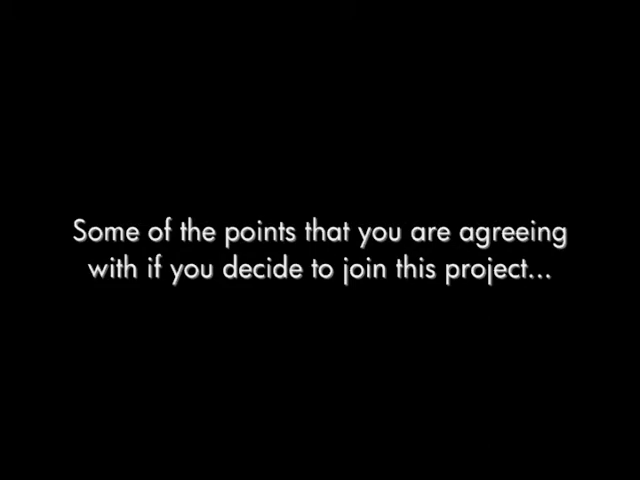 Some of the points that you are agreeing
with if you decide to join this project...